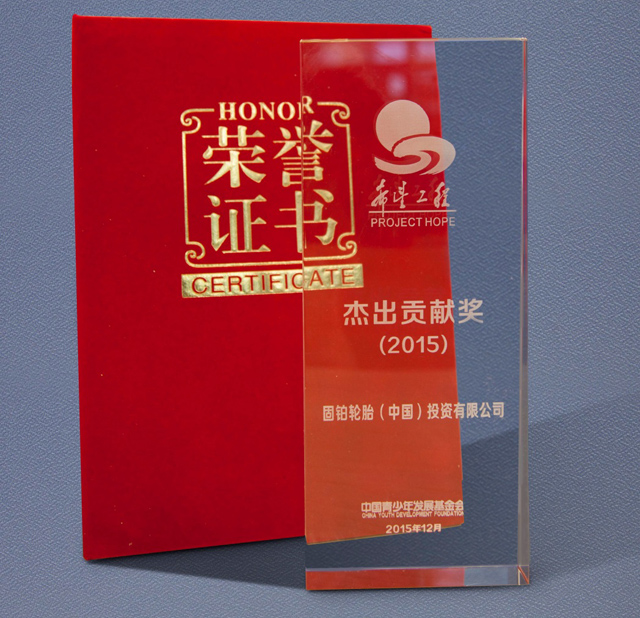 HONOR
荣誉
证书
CERTIFICATE
希望工程
PROJECT HOPE
杰出贡献奖
(2015)
固铂轮胎（中国）投资有限公司
中国青少年发展基金会
CHINA YOUTH DEVELOPMENT FOUNDATION
2015年12月